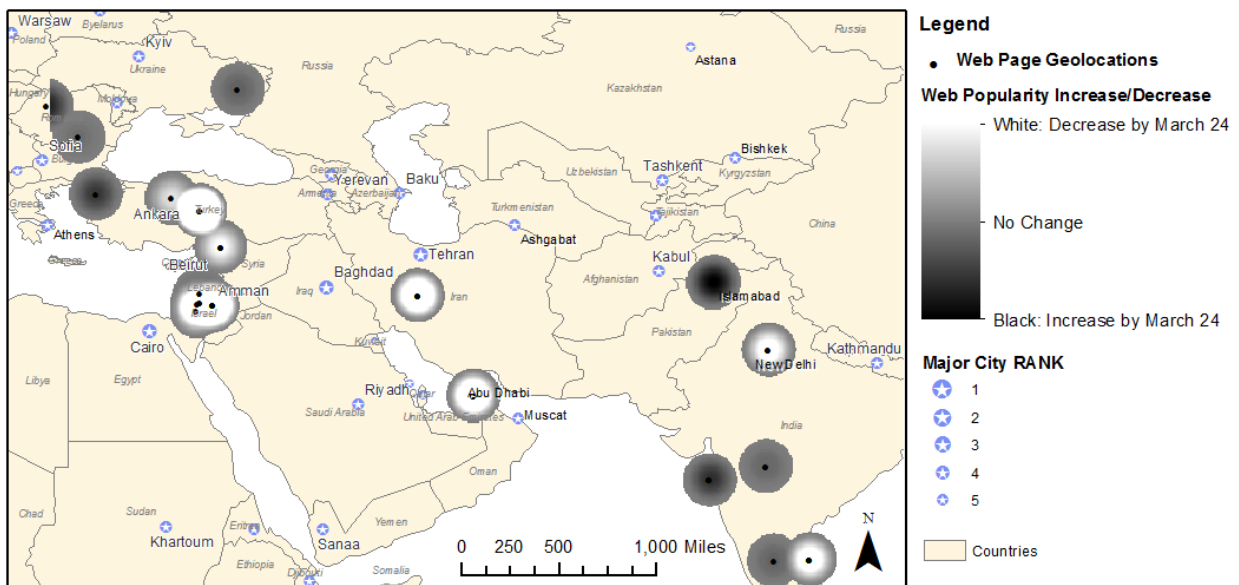 Warsaw
Byelarus
Poland
Kyiv
Ukraine
Russia
Russia
Astana
Kazakhstan
Hungary
Moldova
Sofia
Georgia
Yerevan
Armenia
Azerbaijan
Baku
Uzbekistan
Tashkent
Bishkek
Kyrgyzstan
Greece
Ankara
Turkey
Turkmenistan
Tajikistan
China
Athens
Ashgabat
Beirut
Syria
Tehran
Kabul
Baghdad
Afghanistan
Amman
Iraq
Iran
Islamabad
Israel
Jordan
Pakistan
Cairo
Kuwait
New Delhi
Kathmandu
Libya
Egypt
Riyadh
Qatar
Abu Dhabi
Saudi Arabia
United Arab Emirates
Muscat
India
Oman
Chad
Sudan
Eritrea
Yemen
Khartoum
Sanaa
Ethiopia
Djibouti
Somalia
0 250 500 1,000 Miles
N
Legend
Web Page Geolocations
Web Popularity Increase/Decrease
White: Decrease by March 24
No Change
Black: Increase by March 24
Major City RANK
1
2
3
4
5
Countries